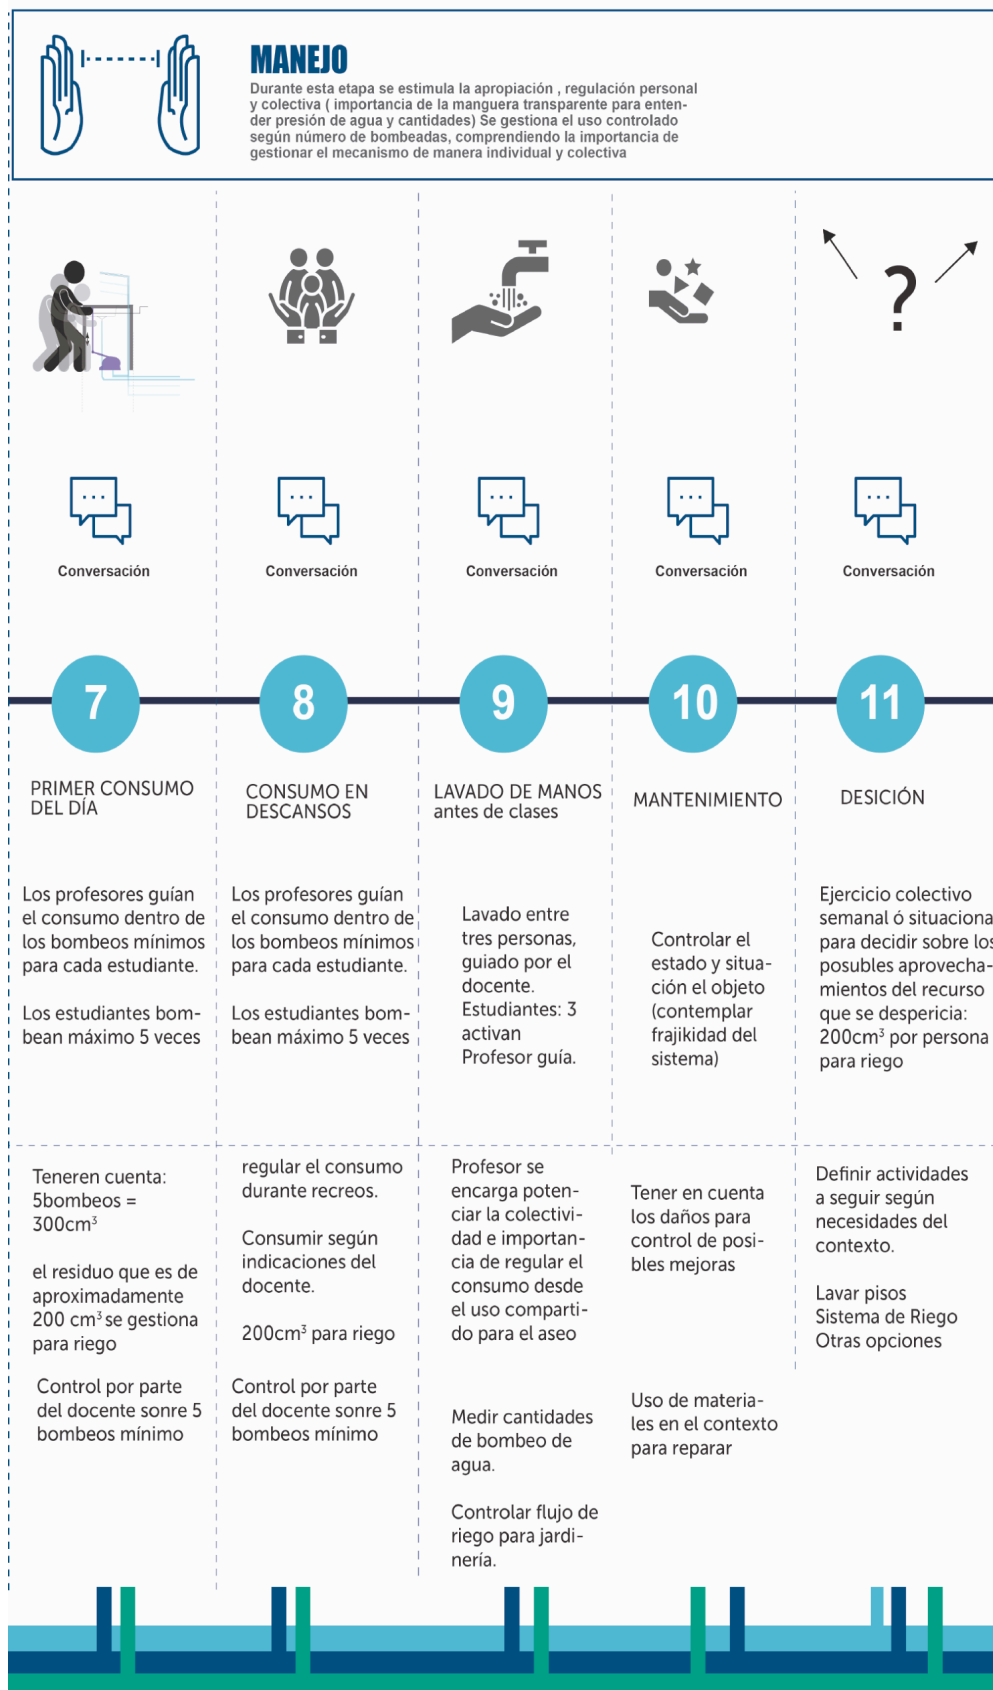 MANEJO
Durante esta etapa se estimula la apropiación , regulación personal
y colectiva ( importancia de la manguera transparente para enten-
der presión de agua y cantidades) Se gestiona el uso controlado
según número de bombeadas, comprendiendo la importancia de
gestionar el mecanismo de manera individual y colectiva
?
Conversación
Conversación
Conversación
Conversación
Conversación
7
8
9
10
11
PRIMER CONSUMO
DEL DÍA
CONSUMO EN
DESCANSOS
LAVADO DE MANOS
antes de clases
MANTENIMIENTO
DESICIÓN
Los profesores guían
el consumo dentro de
los bombeos mínimos
para cada estudiante.
Los estudiantes bom-
bean máximo 5 veces
Los profesores guían
el consumo dentro de
los bombeos mínimos
para cada estudiante.
Los estudiantes bom-
bean máximo 5 veces
Lavado entre
tres personas,
guiado por el
docente.
Estudiantes: 3
activan
Profesor guía.
Controlar el
estado y situa-
ción el objeto
(contemplar
frajikidad del
sistema)
Ejercicio colectivo
semanal ó situaciona
para decidir sobre los
posubles aprovecha-
mientos del recurso
que se despericia:
200cm³ por persona
para riego
Teneren cuenta:
5bombeos =
300cm³
el residuo que es de
aproximadamente
200 cm³ se gestiona
para riego
Control por parte
del docente sonre 5
bombeos mínimo
regular el consumo
durante recreos.
Consumir según
indicaciones del
docente.
200cm³ para riego
Control por parte
del docente sonre 5
bombeos mínimo
Profesor se
encarga poten-
ciar la colectivi-
dad e importan-
cia de regular el
consumo desde
el uso comparti-
do para el aseo
Medir cantidades
de bombeo de
agua.
Controlar flujo de
riego para jardi-
nería.
Tener en cuenta
los daños para
control de posi-
bles mejoras
Uso de materia-
les en el contexto
para reparar
Definir actividades
a seguir según
necesidades del
contexto.
Lavar pisos
Sistema de Riego
Otras opciones